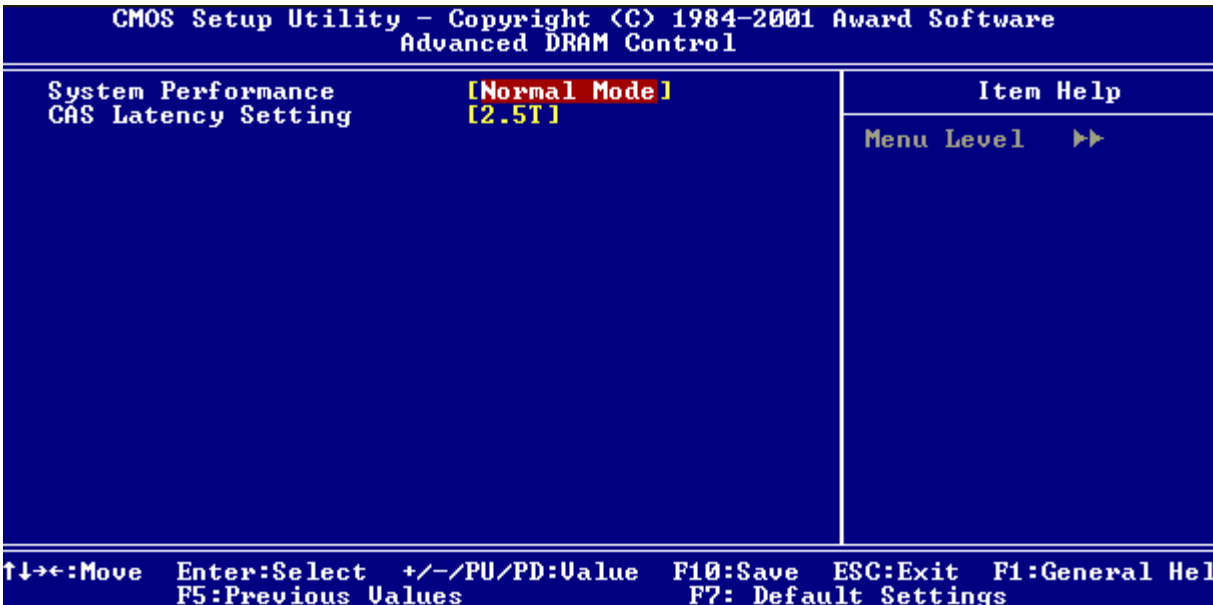 CMOS Setup Utility - Copyright (C) 1984-2001 Award Software
Advanced DRAM Control
System Performance [Normal Mode]
CAS Latency Setting [2.5T]
Item Help
Menu Level ►►
↑↓→←:Move Enter:Select +/-/PU/PD:Value F10:Save ESC:Exit F1:General Hel
F5:Previous Values F7: Default Settings